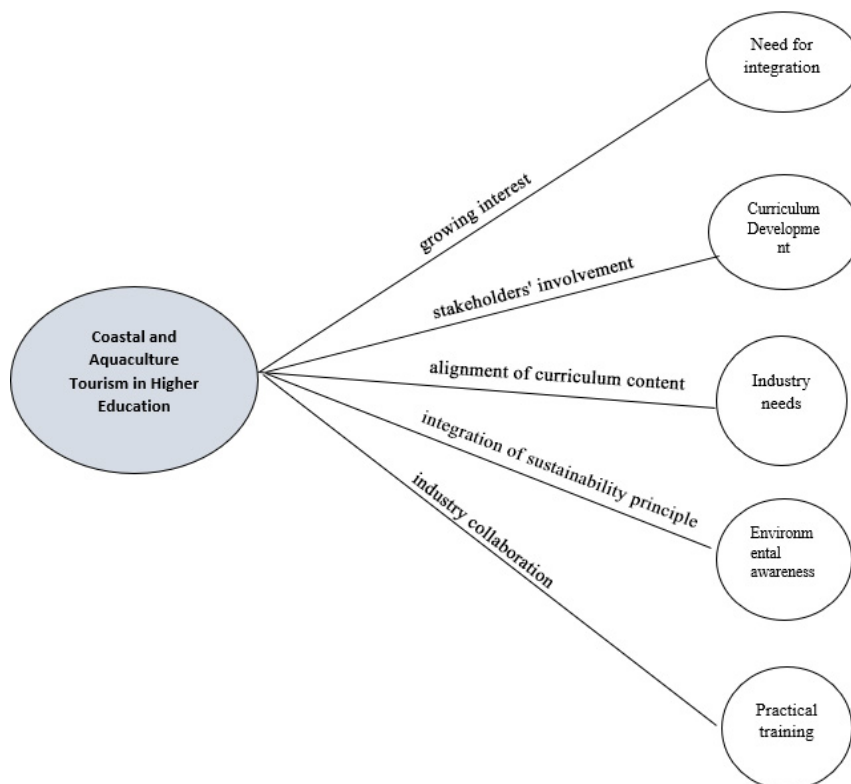 Need for
integration
growing interest
Curriculum
Developme
nt
stakeholders' involvement
Coastal and
Aquaculture
Tourism in Higher
Education
alignment of curriculum content
Industry
needs
integration of sustainability principle
Environm
ental
awareness
industry collaboration
Practical
training